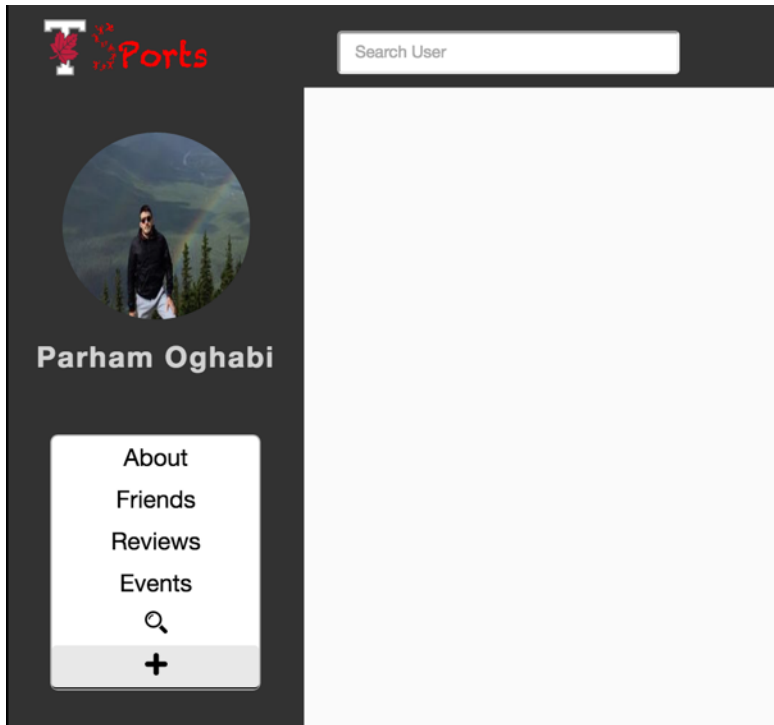 TSPorts
Search User
Parham Oghabi
About
Friends
Reviews
Events